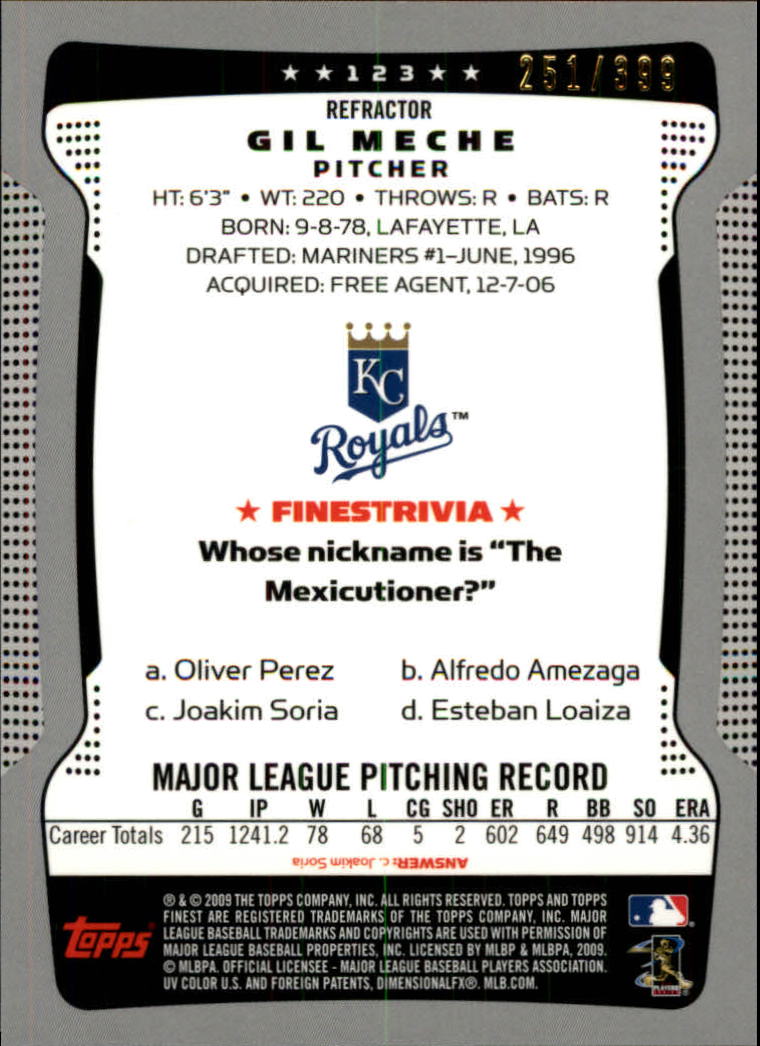 ★ ★ 1 2 3 ★ ★ 251/399
REFRACTOR
GIL MECHE
PITCHER
HT: 6'3" • WT: 220 • THROWS: R • BATS: R
BORN: 9-8-78, LAFAYETTE, LA
DRAFTED: MARINERS #1–JUNE, 1996
ACQUIRED: FREE AGENT, 12-7-06
KC
Royals™
★ FINESTRIVIA ★
Whose nickname is “The
Mexicutioner?”
a. Oliver Perez b. Alfredo Amezaga
c. Joakim Soria d. Esteban Loaiza
MAJOR LEAGUE PITCHING RECORD
G IP W L CG SHO ER R BB SO ERA
Career Totals 215 1241.2 78 68 5 2 602 649 498 914 4.36
ANSWER: c. Joakim Soria
Topps
® & © 2009 THE TOPPS COMPANY, INC. ALL RIGHTS RESERVED. TOPPS AND TOPPS
FINEST ARE REGISTERED TRADEMARKS OF THE TOPPS COMPANY, INC. MAJOR
LEAGUE BASEBALL TRADEMARKS AND COPYRIGHTS ARE USED WITH PERMISSION OF
MAJOR LEAGUE BASEBALL PROPERTIES, INC. LICENSED BY MLBP & MLBPA, 2009.
© MLBPA. OFFICIAL LICENSEE - MAJOR LEAGUE BASEBALL PLAYERS ASSOCIATION.
UV COLOR U.S. AND FOREIGN PATENTS, DIMENSIONALFX®. MLB.COM.